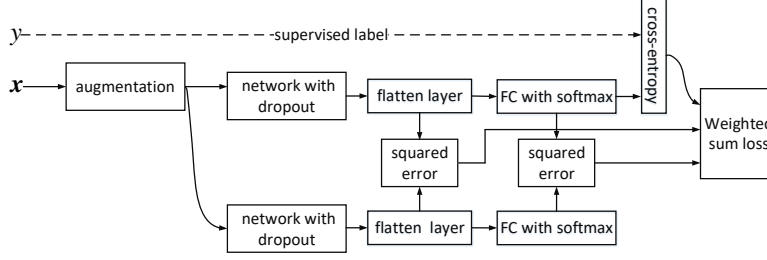 y
supervised label
cross-entropy
x
augmentation
network with
dropout
flatten layer
FC with softmax
squared
error
squared
error
Weighted
sum loss
network with
dropout
flatten layer
FC with softmax